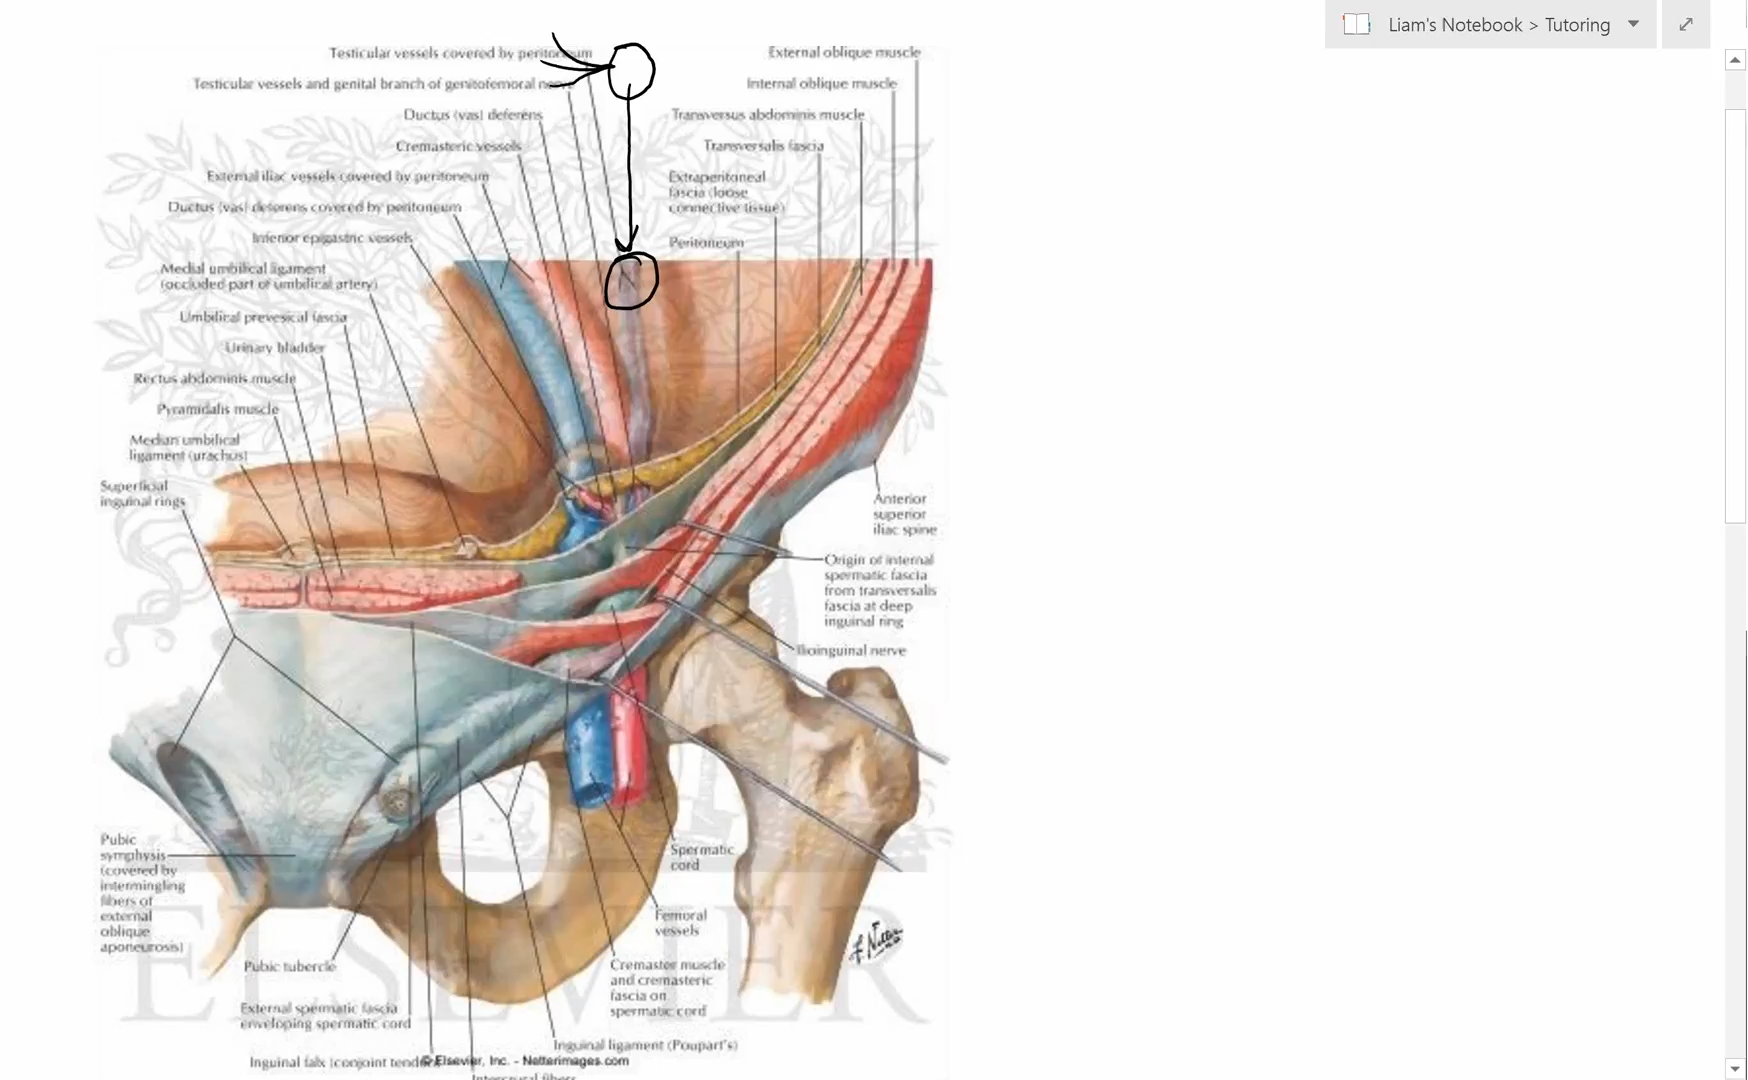 Liam's Notebook > Tutoring
Testicular vessels covered by peritoneum
Testicular vessels and genital branch of genitofemoral nerve
Ductus (vas) deferens
Cremasteric vessels
External iliac vessels covered by peritoneum
Ductus (vas) deferens covered by peritoneum
Inferior epigastric vessels
Medial umbilical ligament
(occluded part of umbilical artery)
Umbilical prevesical fascia
Urinary bladder
Rectus abdominis muscle
Pyramidalis muscle
Median umbilical
ligament (urachus)
Superficial
inguinal rings
External oblique muscle
Internal oblique muscle
Transversus abdominis muscle
Transversalis fascia
Extraperitoneal
fascia (loose
connective tissue)
Peritoneum
Anterior
superior
iliac spine
Origin of internal
spermatic fascia
from transversalis
fascia at deep
inguinal ring
Ilioinguinal nerve
Pubic
symphysis
(covered by
intermingling
fibers of
external
oblique
aponeurosis)
Spermatic
cord
Femoral
vessels
Cremaster muscle
and cremasteric
fascia on
spermatic cord
F. Netter
Pubic tubercle
External spermatic fascia
enveloping spermatic cord
Inguinal ligament (Poupart's)
Inguinal falx (conjoint tendon)
© Elsevier, Inc. - Netterimages.com
Intercrural fibers
ELSEVIER